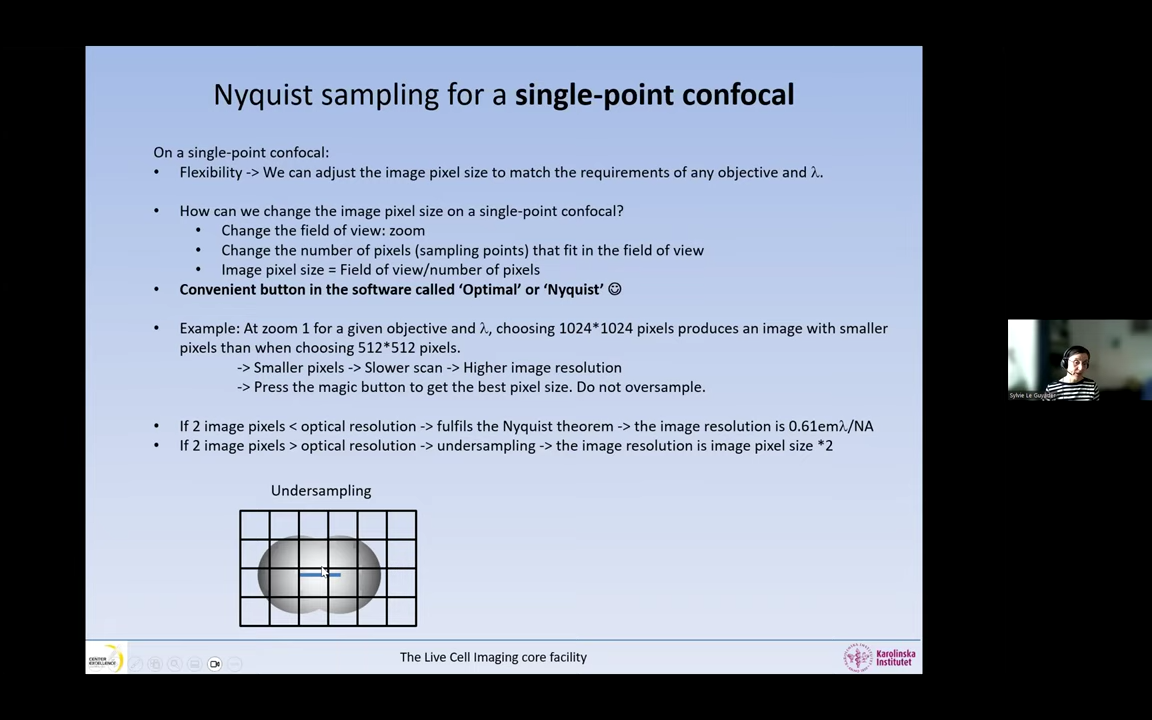 Nyquist sampling for a single-point confocal
On a single-point confocal:
• Flexibility -> We can adjust the image pixel size to match the requirements of any objective and λ.
• How can we change the image pixel size on a single-point confocal?
• Change the field of view: zoom
• Change the number of pixels (sampling points) that fit in the field of view
• Image pixel size = Field of view/number of pixels
• Convenient button in the software called ‘Optimal’ or ‘Nyquist’ ☺
• Example: At zoom 1 for a given objective and λ, choosing 1024*1024 pixels produces an image with smaller
pixels than when choosing 512*512 pixels.
-> Smaller pixels -> Slower scan -> Higher image resolution
-> Press the magic button to get the best pixel size. Do not oversample.
• If 2 image pixels < optical resolution -> fulfils the Nyquist theorem -> the image resolution is 0.61emλ/NA
• If 2 image pixels > optical resolution -> undersampling -> the image resolution is image pixel size *2
Undersampling
The Live Cell Imaging core facility
Karolinska
Institutet
Sylvie Le